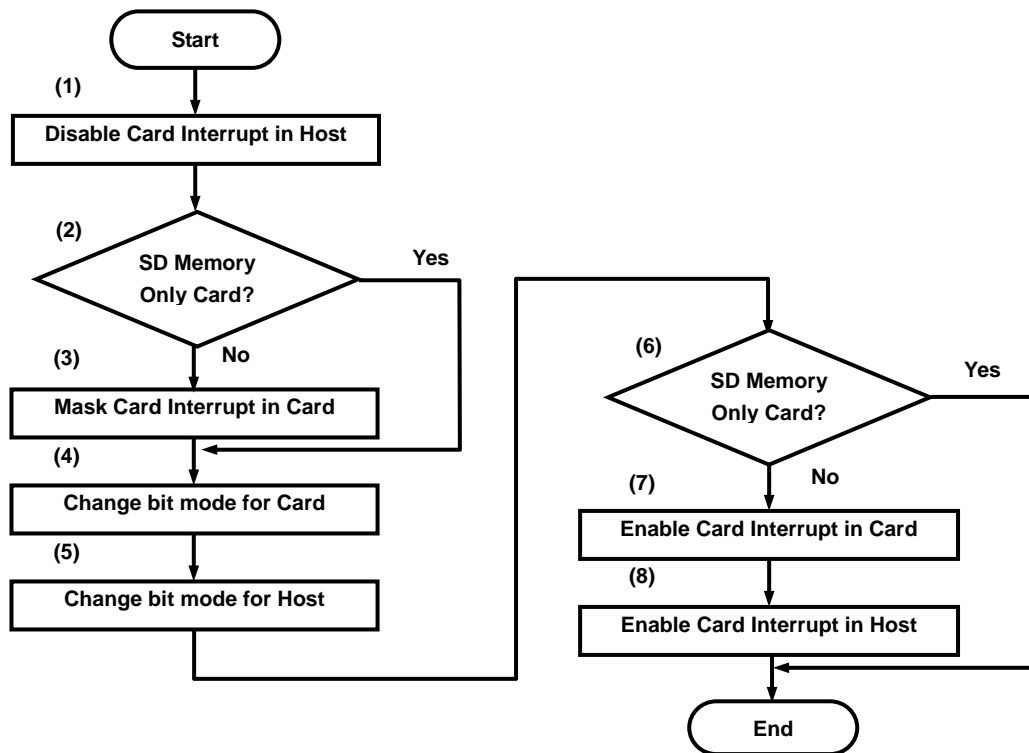 Start
(1)
Disable Card Interrupt in Host
(2)
SD Memory
Only Card?
Yes
No
(3)
Mask Card Interrupt in Card
(4)
Change bit mode for Card
(5)
Change bit mode for Host
(6)
SD Memory
Only Card?
Yes
No
(7)
Enable Card Interrupt in Card
(8)
Enable Card Interrupt in Host
End